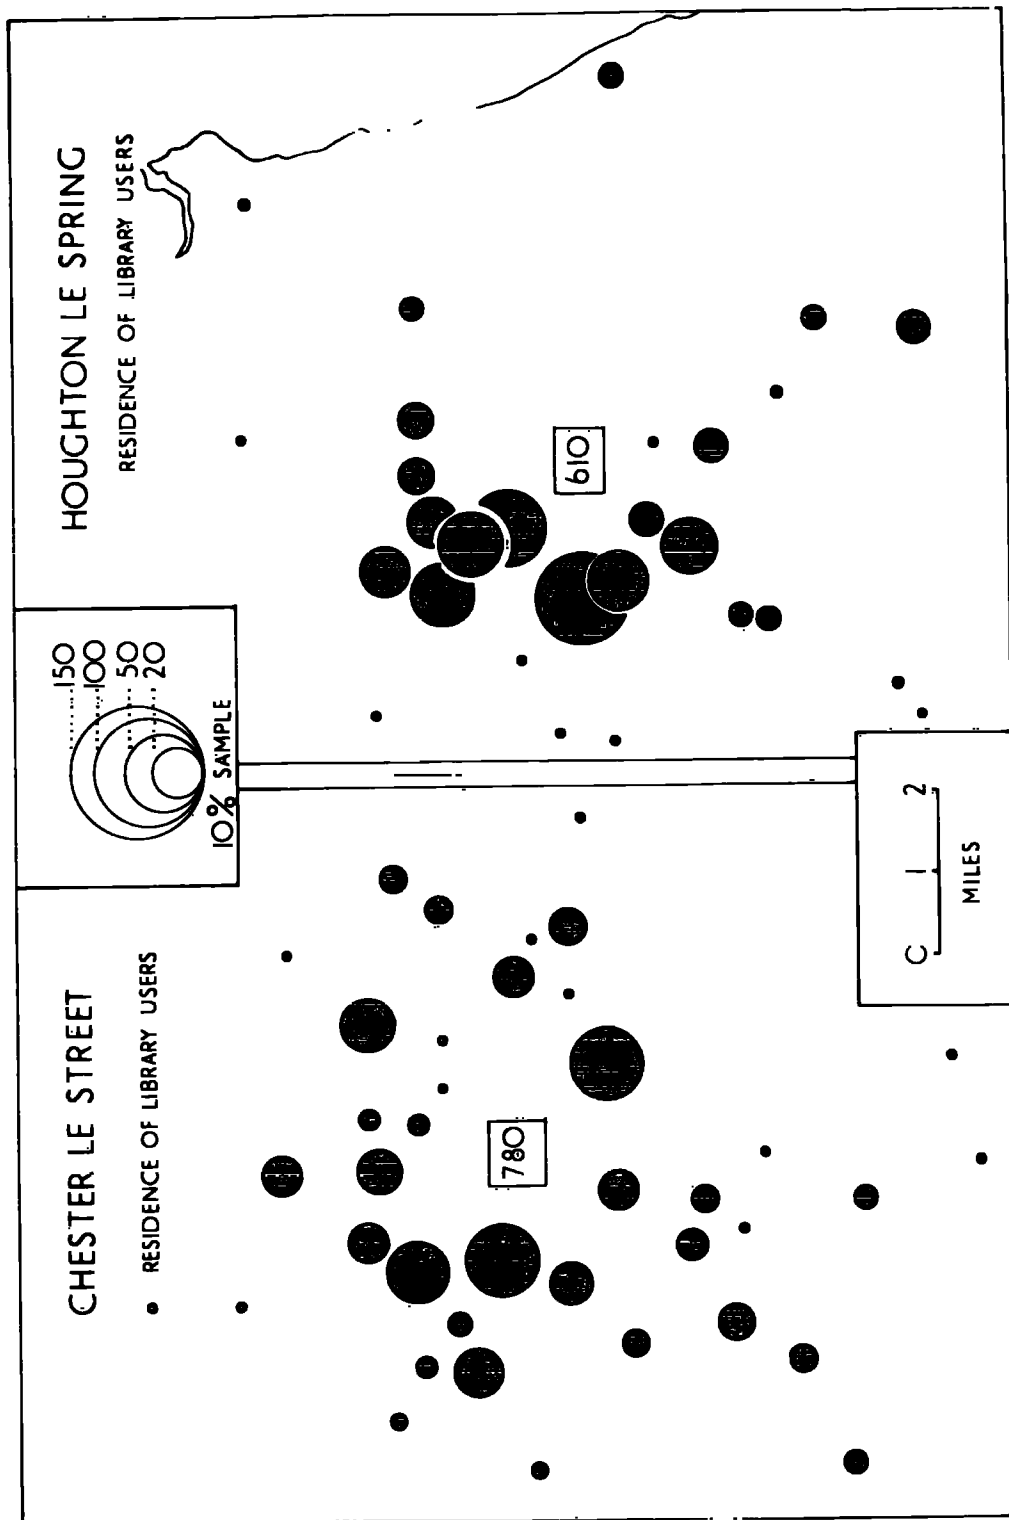 CHESTER LE STREET
RESIDENCE OF LIBRARY USERS
780
150
100
50
20
10% SAMPLE
HOUGHTON LE SPRING
RESIDENCE OF LIBRARY USERS
610
O 1 2
MILES